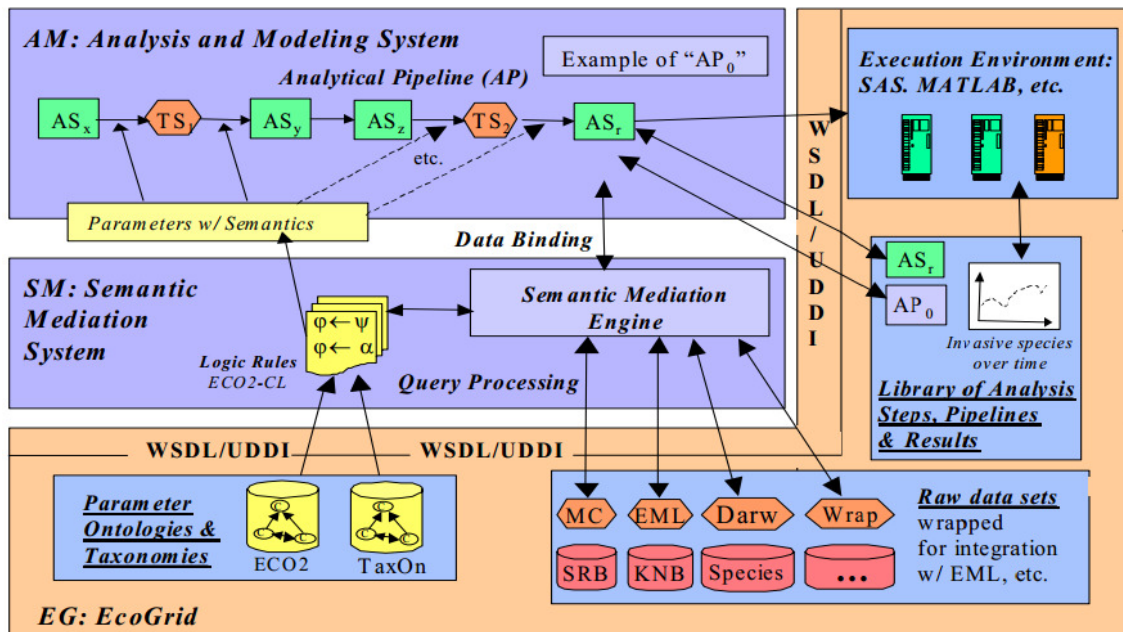 AM: Analysis and Modeling System
Example of “AP0”
Analytical Pipeline (AP)
ASx
TS1
ASy
ASz
TS2
ASr
etc.
Parameters w/ Semantics
Data Binding
WSDL/UDDI
Execution Environment:
SAS. MATLAB, etc.
ASr
AP0
Invasive species
over time
Library of Analysis
Steps, Pipelines
& Results
SM: Semantic
Mediation
System
φ← ψ
φ← α
Logic Rules
ECO2-CL
Semantic Mediation
Engine
Query Processing
WSDL/UDDI
WSDL/UDDI
Parameter
Ontologies &
Taxonomies
ECO2
TaxOn
MC
EML
Darw
Wrap
SRB
KNB
Species
...
Raw data sets
wrapped
for integration
w/ EML, etc.
EG: EcoGrid